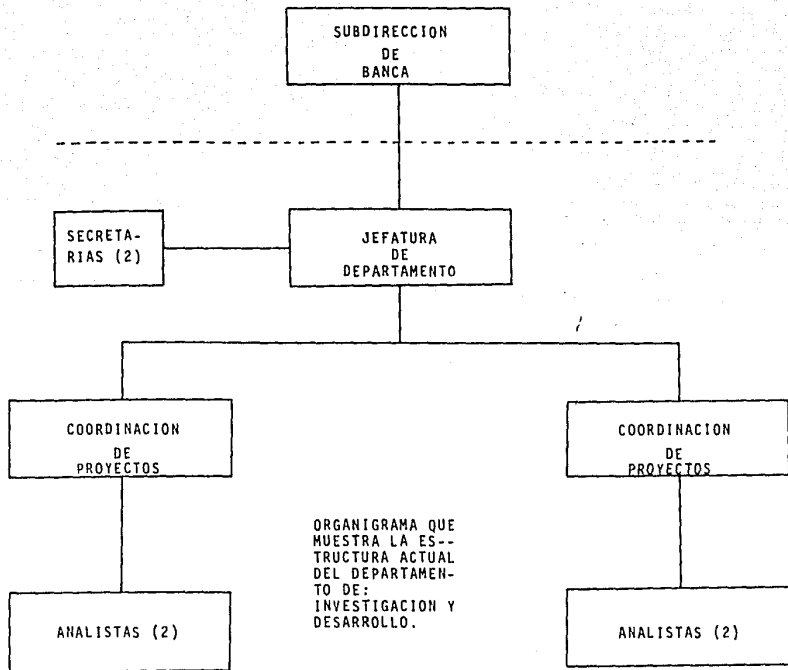 SUBDIRECCION
DE
BANCA
SECRETA-
RIAS (2)
JEFATURA
DE
DEPARTAMENTO
COORDINACION
DE
PROYECTOS
COORDINACION
DE
PROYECTOS
ORGANIGRAMA QUE
MUESTRA LA ES--
TRUCTURA ACTUAL
DEL DEPARTAMEN-
TO DE:
INVESTIGACION Y
DESARROLLO.
ANALISTAS (2)
ANALISTAS (2)